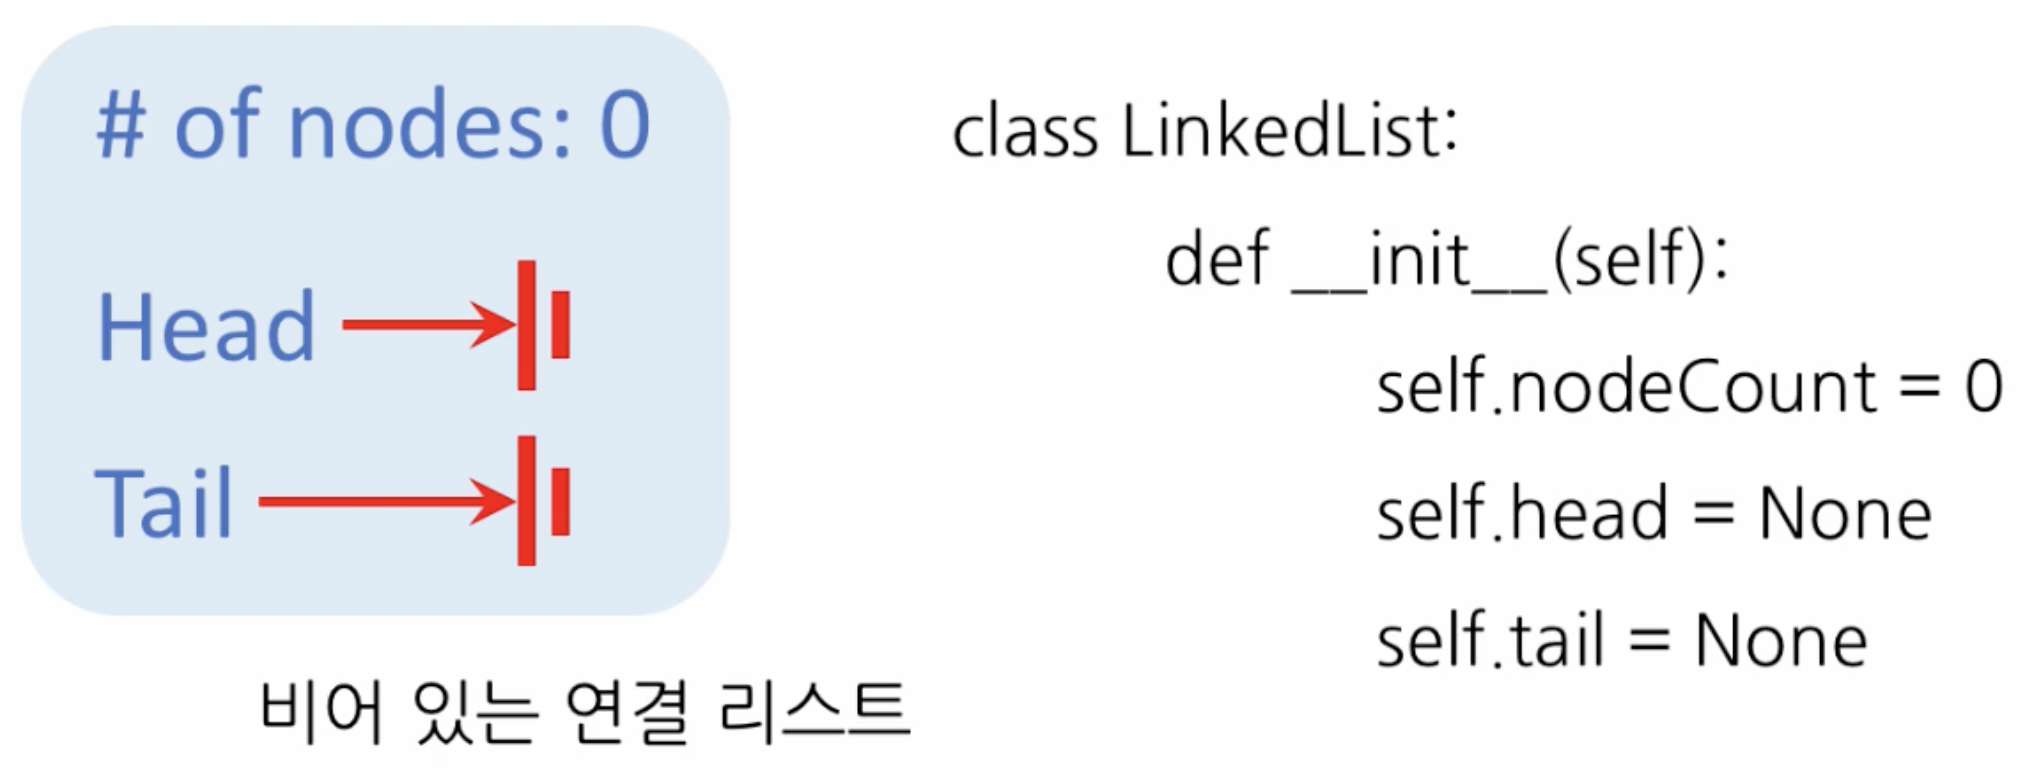 # of nodes: 0
Head
Tail
비어 있는 연결 리스트
class LinkedList:
def __init__(self):
self.nodeCount = 0
self.head = None
self.tail = None